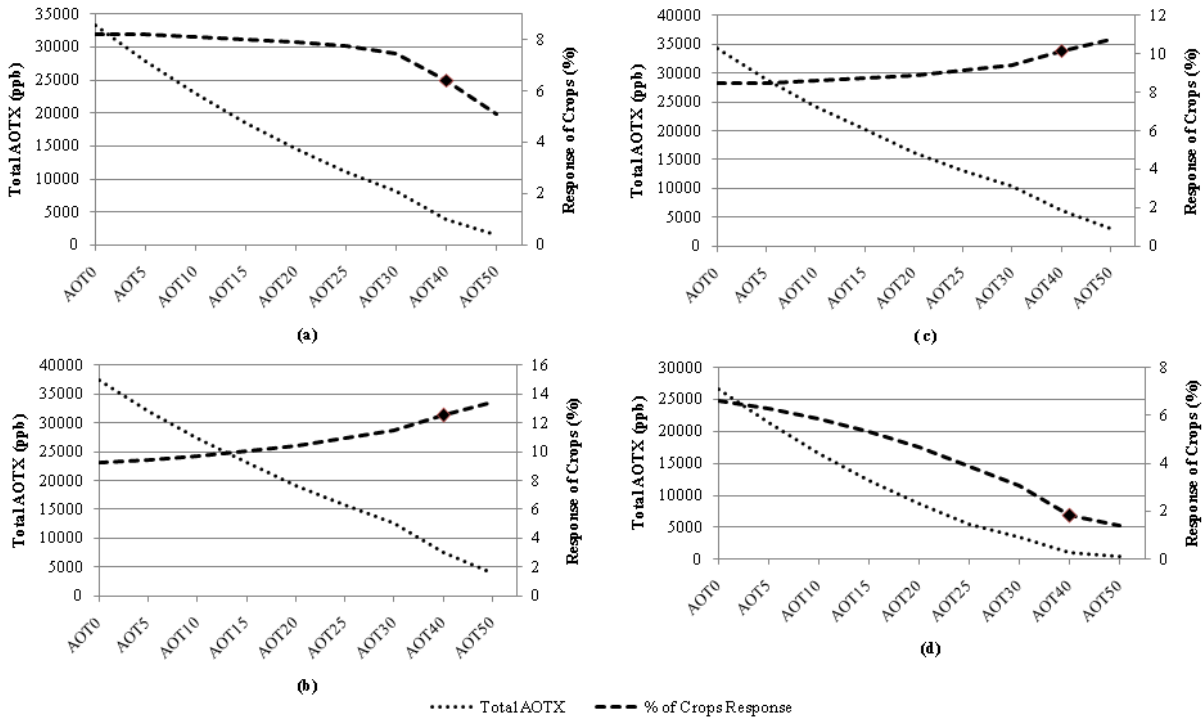 35000
30000
25000
20000
15000
10000
5000
0
Total AOTX (ppb)
8
6
4
2
0
Response of Crops (%)
AOT0
AOT5
AOT10
AOT15
AOT20
AOT25
AOT30
AOT40
AOT50
(a)
40000
35000
30000
25000
20000
15000
10000
5000
0
Total AOTX (ppb)
12
10
8
6
4
2
0
Response of Crops (%)
AOT0
AOT5
AOT10
AOT15
AOT20
AOT25
AOT30
AOT40
AOT50
( c)
40000
35000
30000
25000
20000
15000
10000
5000
0
Total AOTX (ppb)
16
14
12
10
8
6
4
2
0
Response of Crops (%)
AOT0
AOT5
AOT10
AOT15
AOT20
AOT25
AOT30
AOT40
AOT50
(b)
30000
25000
20000
15000
10000
5000
0
Total AOTX (ppb)
8
6
4
2
0
Response of Crops (%)
AOT0
AOT5
AOT10
AOT15
AOT20
AOT25
AOT30
AOT40
AOT50
(d)
Total AOTX
% of Crops Response